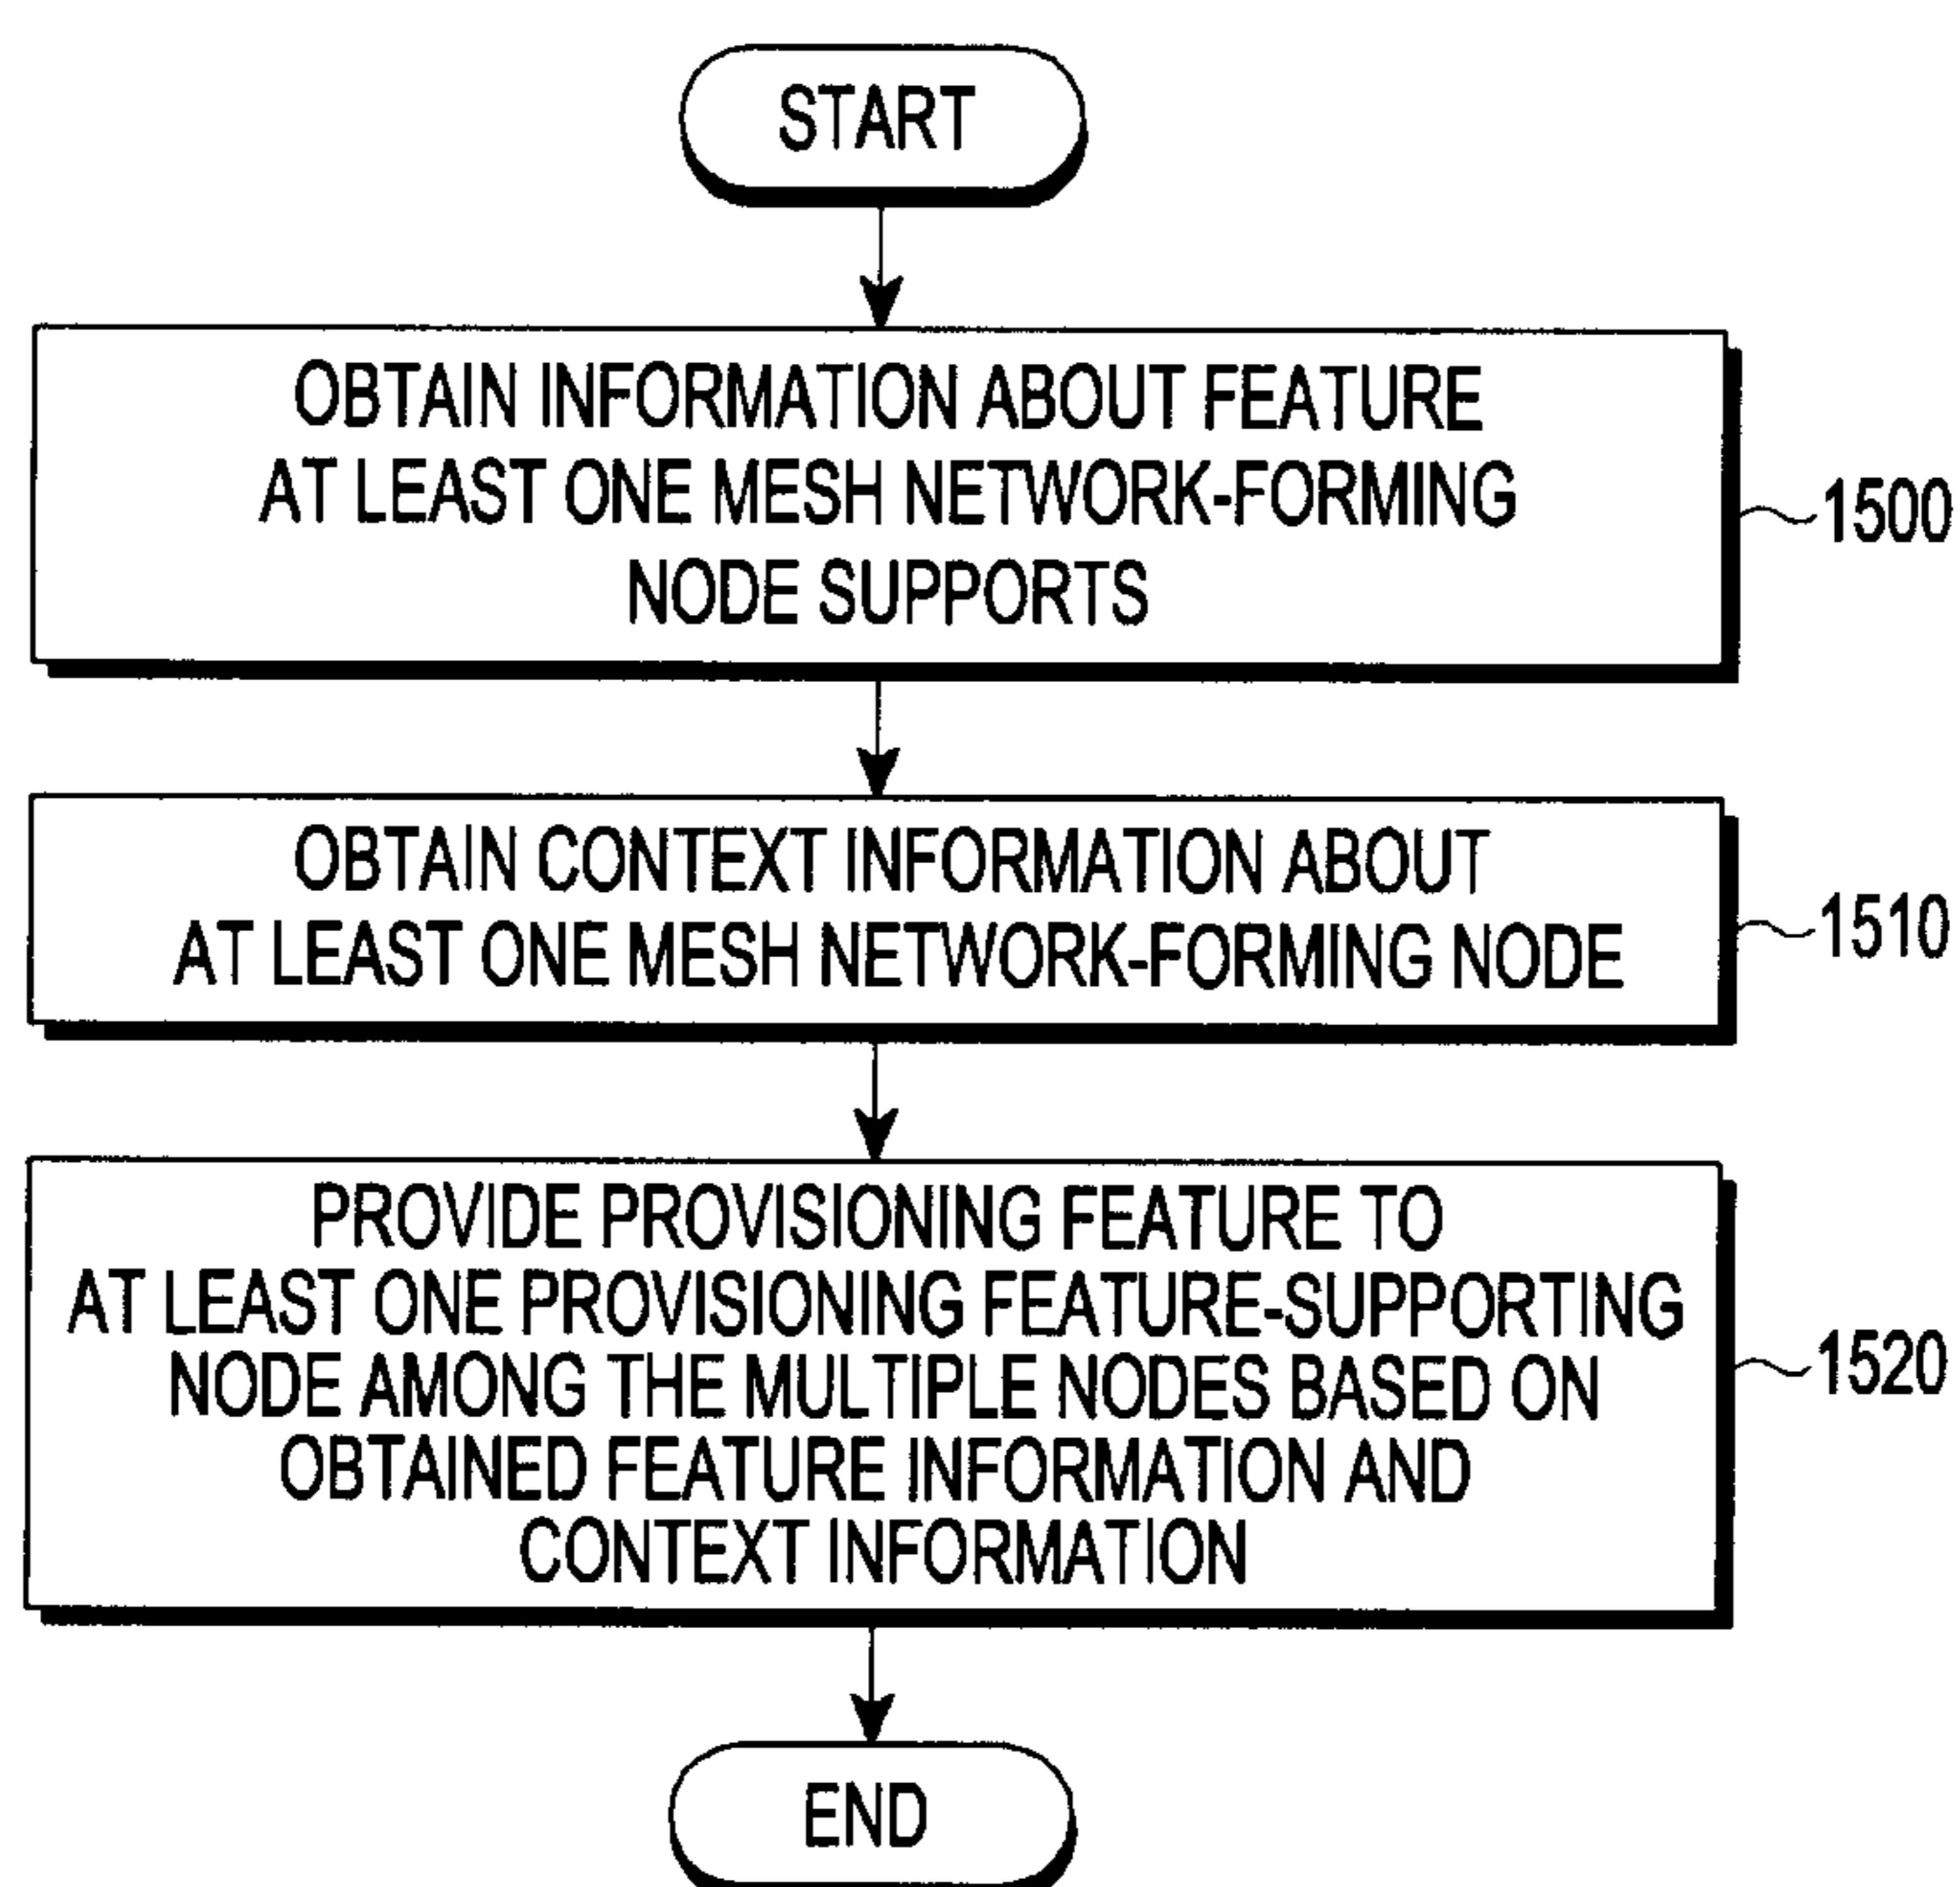 START
OBTAIN INFORMATION ABOUT FEATURE
AT LEAST ONE MESH NETWORK-FORMING
NODE SUPPORTS
1500
OBTAIN CONTEXT INFORMATION ABOUT
AT LEAST ONE MESH NETWORK-FORMING NODE
1510
PROVIDE PROVISIONING FEATURE TO
AT LEAST ONE PROVISIONING FEATURE-SUPPORTING
NODE AMONG THE MULTIPLE NODES BASED ON
OBTAINED FEATURE INFORMATION AND
CONTEXT INFORMATION
1520
END